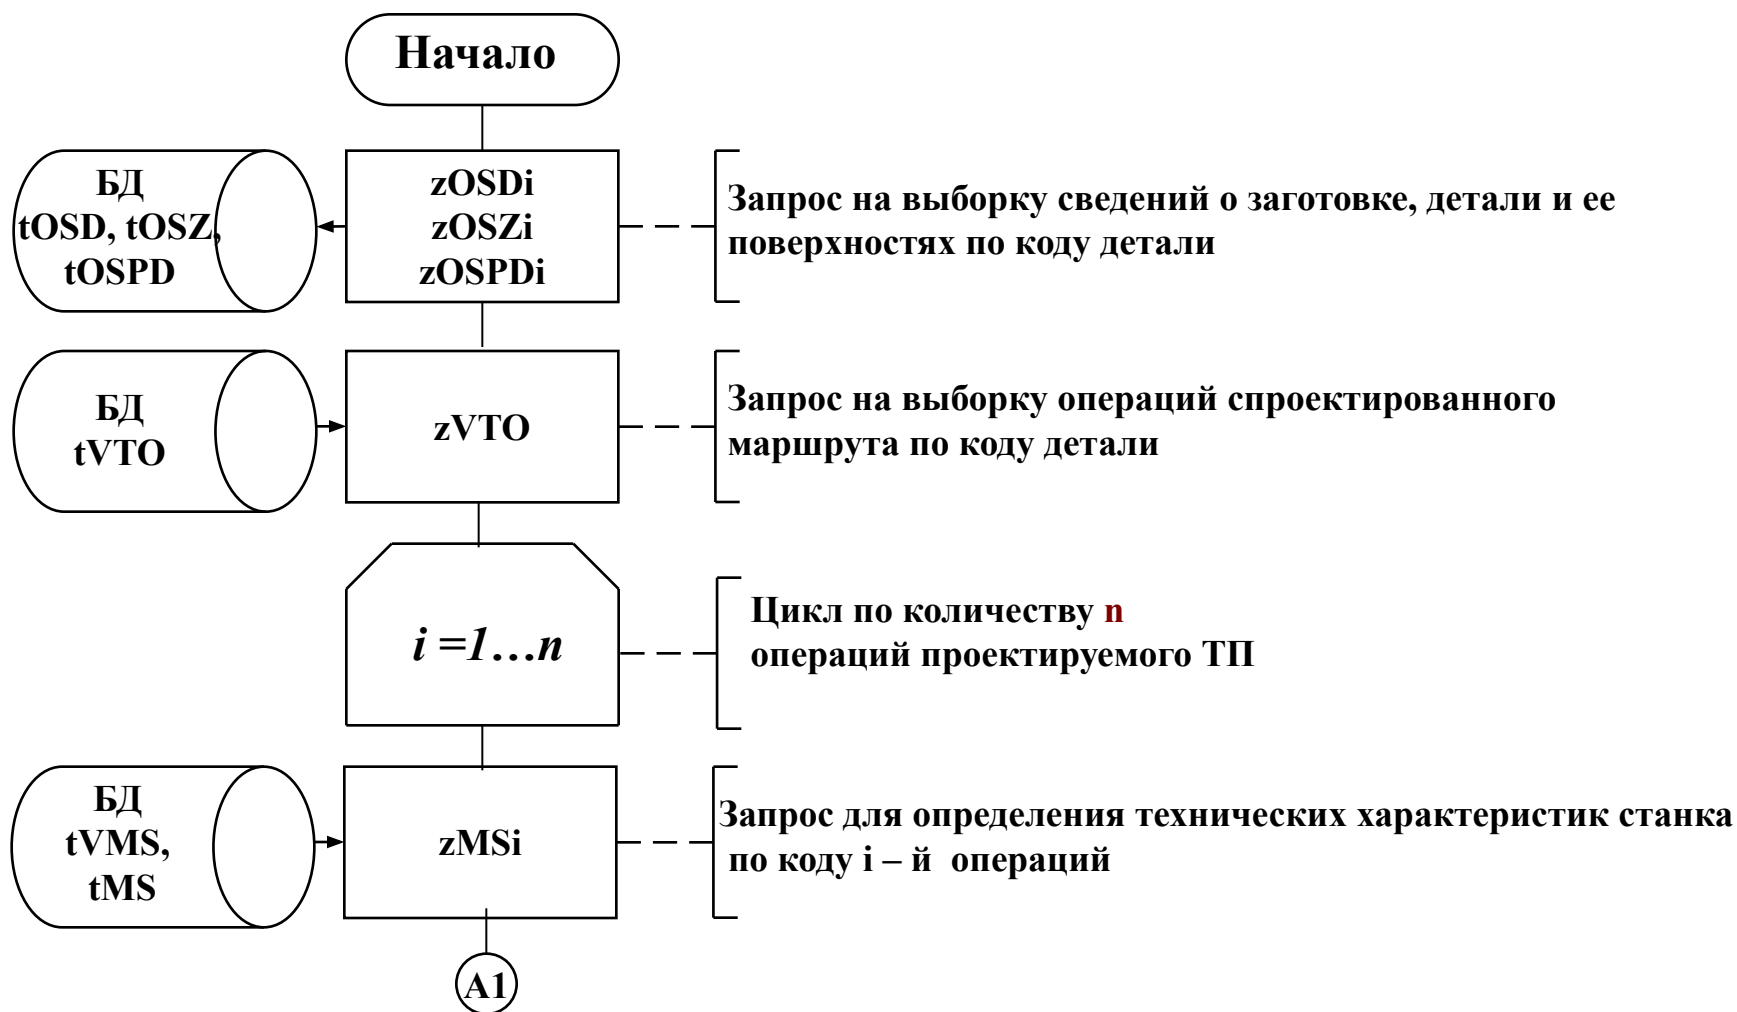 Начало
БД
tOSD, tOSZ,
tOSPD
zOSDi
zOSZi
zOSPDi
Запрос на выборку сведений о заготовке, детали и ее
поверхностях по коду детали
БД
tVTO
zVTO
Запрос на выборку операций спроектированного
маршрута по коду детали
i =1…n
Цикл по количеству n
операций проектируемого ТП
БД
tVMS,
tMS
zMSi
Запрос для определения технических характеристик станка
по коду i – й операций
А1